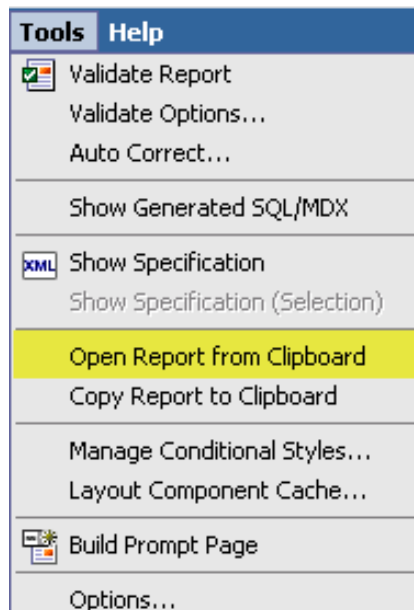 Tools Help
Validate Report
Validate Options...
Auto Correct...
Show Generated SQL/MDX
XML Show Specification
Show Specification (Selection)
Open Report from Clipboard
Copy Report to Clipboard
Manage Conditional Styles...
Layout Component Cache...
Build Prompt Page
Options...